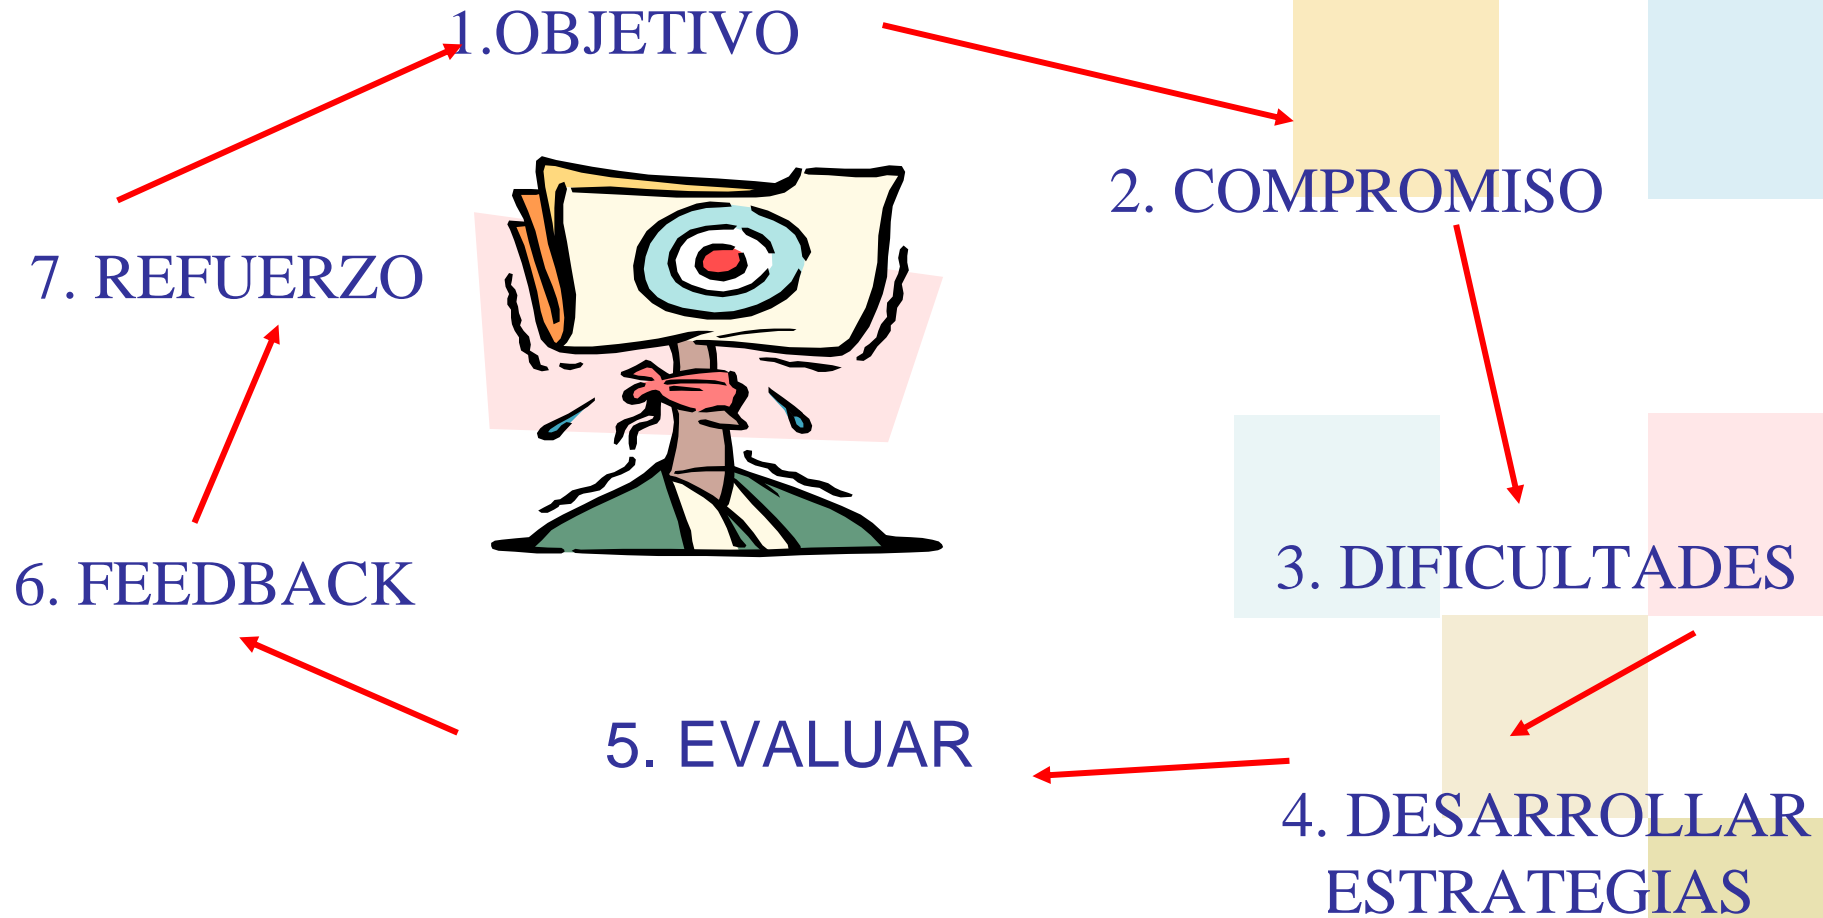 1.OBJETIVO
2. COMPROMISO
3. DIFICULTADES
4. DESARROLLAR
ESTRATEGIAS
5. EVALUAR
6. FEEDBACK
7. REFUERZO